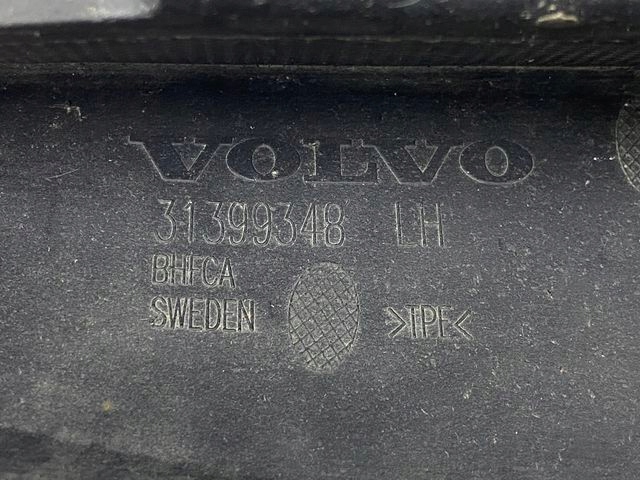 VOLVO
31399348 LH
BHFCA
SWEDEN >TPE<